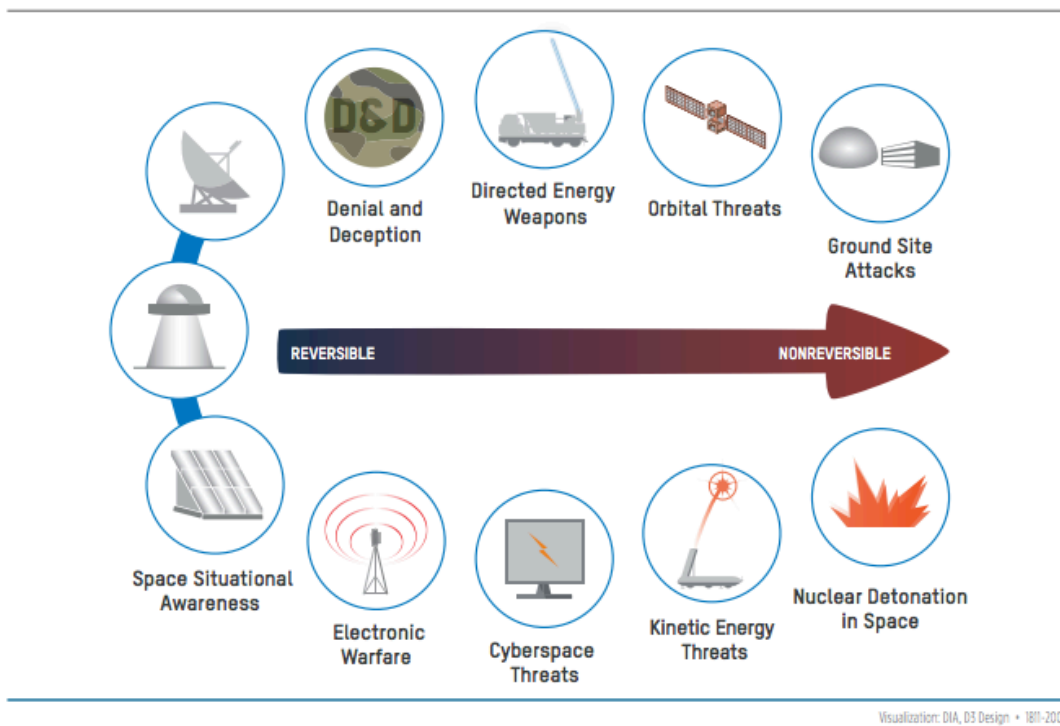 D&D
Denial and
Deception
Directed Energy
Weapons
Orbital Threats
Ground Site
Attacks
REVERSIBLE
NONREVERSIBLE
Space Situational
Awareness
Electronic
Warfare
Cyberspace
Threats
Kinetic Energy
Threats
Nuclear Detonation
in Space
Visualization: DIA, D3 Design •